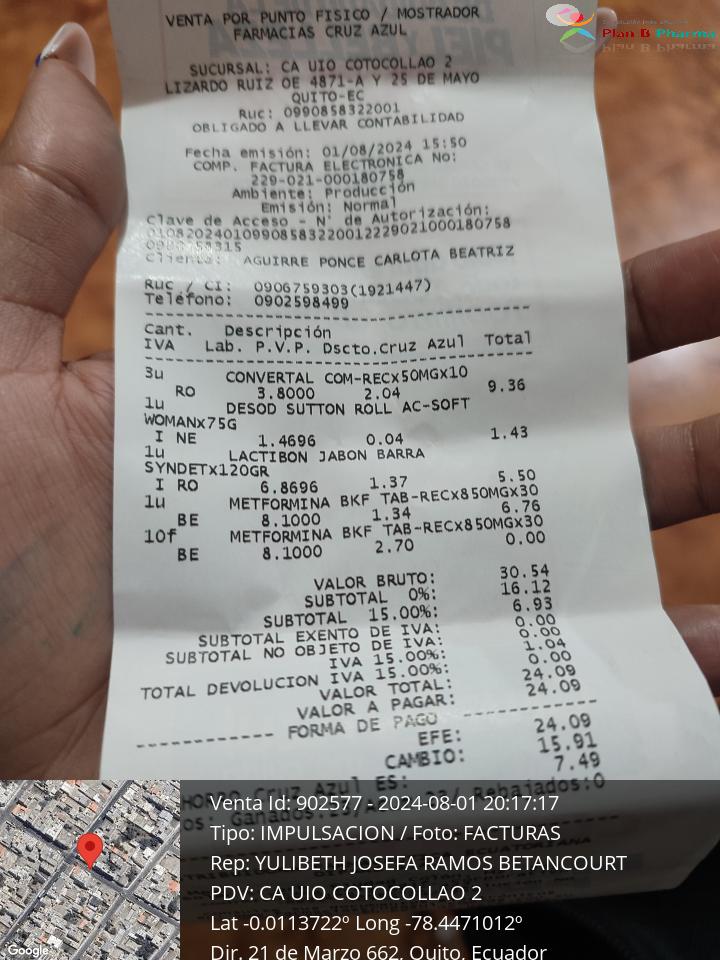 VENTA POR PUNTO FISICO / MOSTRADOR
FARMACIAS CRUZ AZUL
Plan B Pharma
SUCURSAL: CA UIO COTOCOLLAO 2
LIZARDO RUIZ OE 4871-A Y 25 DE MAYO
QUITO-EC
Ruc: 0990858322001
OBLIGADO A LLEVAR CONTABILIDAD
Fecha emisión: 01/08/2024 15:50
COMP. FACTURA ELECTRONICA No:
229-021-000180758
Ambiente: Producción
Emisión: Normal
Clave de Acceso - N° de Autorización:
010820240109908583220012229021000180758
Cliente: AGUIRRE PONCE CARLOTA BEATRIZ
Ruc / CI: 0906759303(1921447)
Teléfono: 0902598499
Cant. Descripción
IVA Lab. P.V.P. Dscto.Cruz Azul Total
3u CONVERTAL COM-RECx50MGx10
RO 3.8000 2.04 9.36
1u DESOD SUTTON ROLL AC-SOFT
WOMANx75G
I NE 1.4696 0.04 1.43
1u LACTIBON JABON BARRA
SYNDETx120GR
I RO 6.8696 1.37 5.50
1u METFORMINA BKF TAB-RECx850MGx30
BE 8.1000 1.34 6.76
10f METFORMINA BKF TAB-RECx850MGx30
BE 8.1000 2.70 0.00
VALOR BRUTO: 30.54
SUBTOTAL 0%: 16.12
SUBTOTAL 15.00%: 6.93
SUBTOTAL EXENTO DE IVA: 0.00
SUBTOTAL NO OBJETO DE IVA: 0.00
IVA 15.00%: 1.04
TOTAL DEVOLUCION IVA 15.00%: 0.00
VALOR TOTAL: 24.09
VALOR A PAGAR: 24.09
FORMA DE PAGO
EFE: 24.09
CAMBIO: 15.91
Cruz Azul ES: 7.49
Rebajados:0
Venta Id: 902577 - 2024-08-01 20:17:17
Tipo: IMPULSACION / Foto: FACTURAS
Rep: YULIBETH JOSEFA RAMOS BETANCOURT
PDV: CA UIO COTOCOLLAO 2
Lat -0.0113722º Long -78.4471012º
Dir. 21 de Marzo 662, Quito, Ecuador
Google